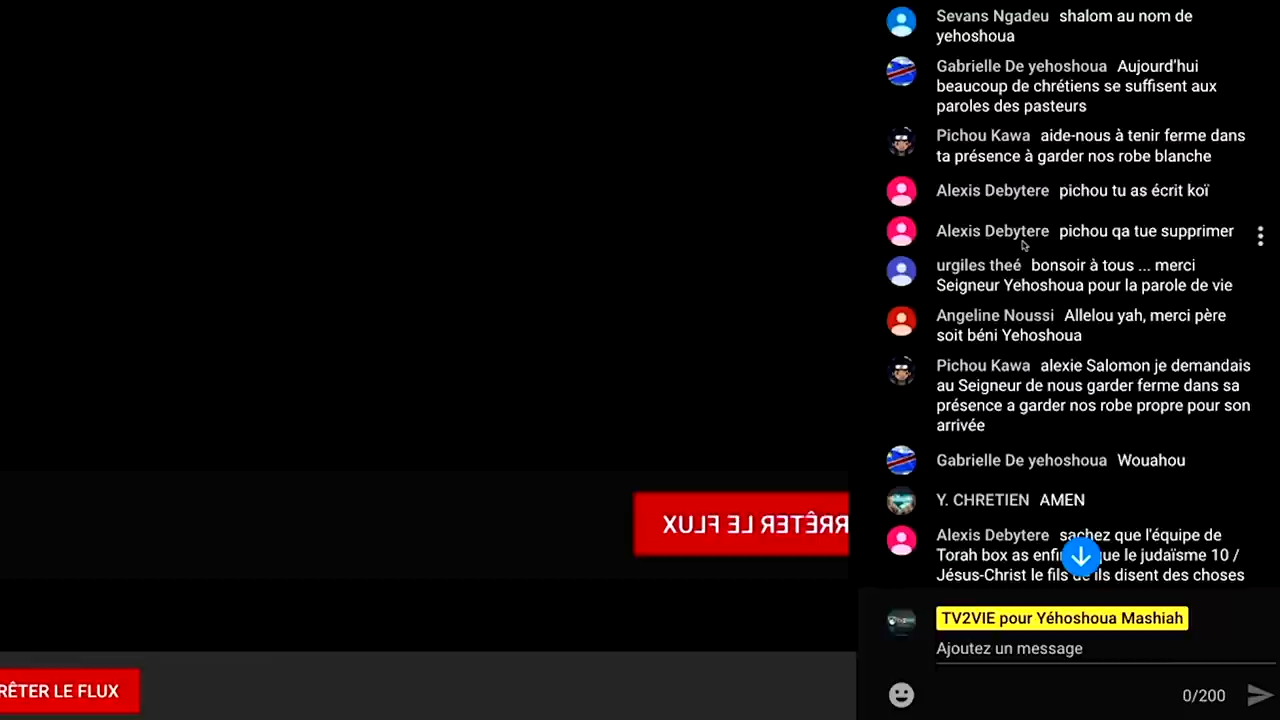 Sevans Ngadeu shalom au nom de
yehoshoua
Gabrielle De yehoshoua Aujourd'hui
beaucoup de chrétiens se suffisent aux
paroles des pasteurs
Pichou Kawa aide-nous à tenir ferme dans
ta présence à garder nos robe blanche
Alexis Debytere pichou tu as écrit koï
Alexis Debytere pichou qa tue supprimer
urgiles theé bonsoir à tous ... merci
Seigneur Yehoshoua pour la parole de vie
Angeline Noussi Allelou yah, merci père
soit béni Yehoshoua
Pichou Kawa alexie Salomon je demandais
au Seigneur de nous garder ferme dans sa
présence a garder nos robe propre pour son
arrivée
Gabrielle De yehoshoua Wouahou
Y. CHRETIEN AMEN
Alexis Debytere sachez que l'équipe de
Torah box as enfi que le judaïsme 10 /
Jésus-Christ le fils de ils disent des choses
RRÊTER LE FLUX
TV2VIE pour Yéhoshoua Mashiah
Ajoutez un message
RÊTER LE FLUX
0/200